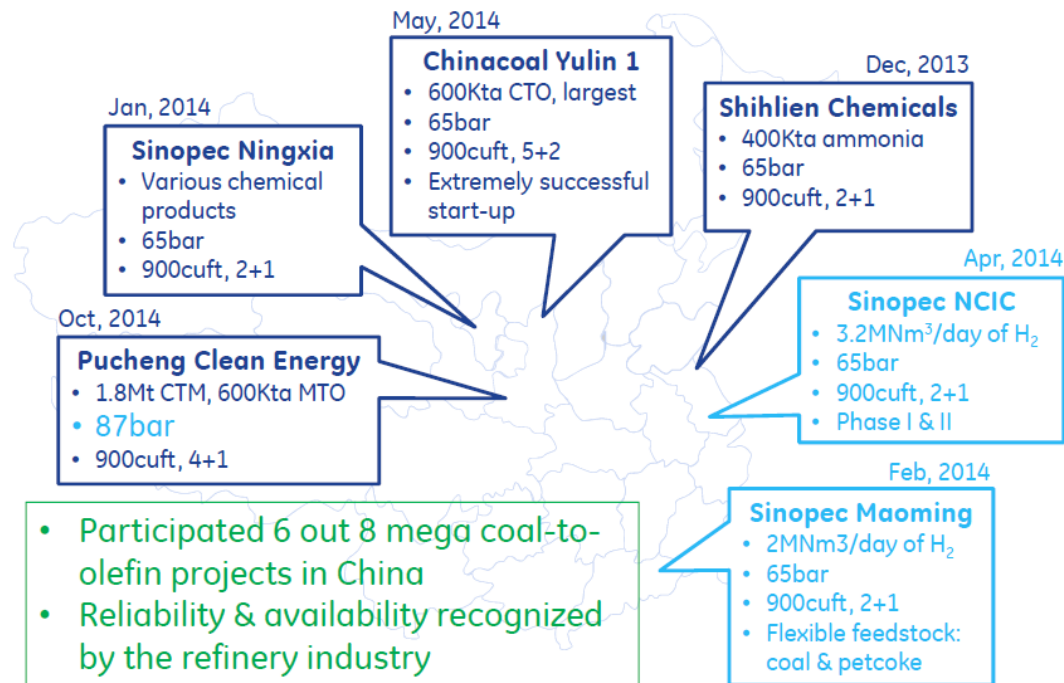 May, 2014
Chinacoal Yulin 1
• 600Kta CTO, largest
• 65bar
• 900cuft, 5+2
• Extremely successful
start-up
Dec, 2013
Shihlien Chemicals
• 400Kta ammonia
• 65bar
• 900cuft, 2+1
Jan, 2014
Sinopec Ningxia
• Various chemical
products
• 65bar
• 900cuft, 2+1
Apr, 2014
Sinopec NCIC
• 3.2MNm³/day of H₂
• 65bar
• 900cuft, 2+1
• Phase I & II
Oct, 2014
Pucheng Clean Energy
• 1.8Mt CTM, 600Kta MTO
• 87bar
• 900cuft, 4+1
Feb, 2014
Sinopec Maoming
• 2MNm3/day of H₂
• 65bar
• 900cuft, 2+1
• Flexible feedstock:
coal & petcoke
• Participated 6 out 8 mega coal-to-
olefin projects in China
• Reliability & availability recognized
by the refinery industry